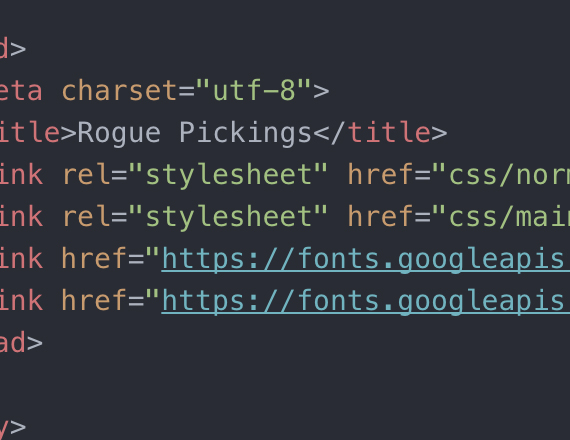 d>
eta charset="utf-8">
itle>Rogue Pickings</title>
ink rel="stylesheet" href="css/norm
ink rel="stylesheet" href="css/main
ink href="https://fonts.googleapis.
ink href="https://fonts.googleapis.
ad>
y>